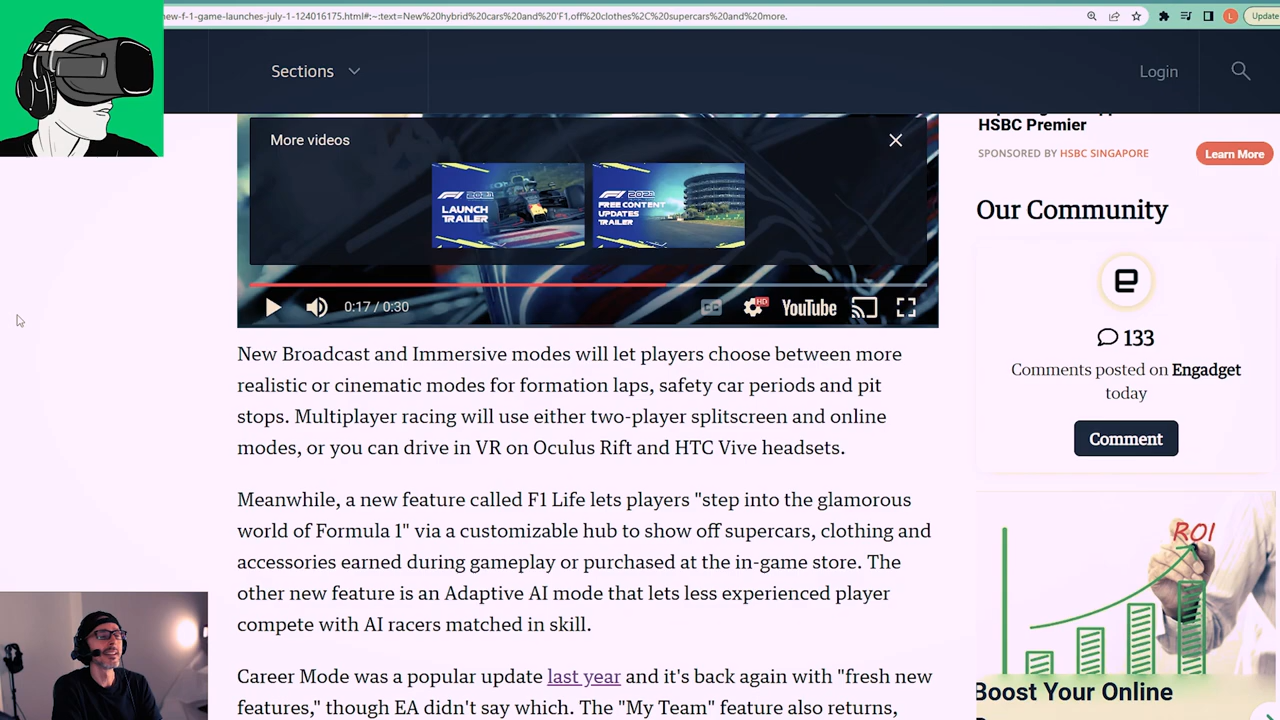 new-f-1-game-launches-july-1-124016175.html#:~:text=New%20hybrid%20cars%20and%20'F1,off%20clothes%2C%20supercars%20and%20more.
Update
Sections
Login
More videos
F1 2021
LAUNCH
TRAILER
F1 2021
FREE CONTENT
UPDATES
TRAILER
0:17 / 0:30
CC
HD
YouTube
New Broadcast and Immersive modes will let players choose between more
realistic or cinematic modes for formation laps, safety car periods and pit
stops. Multiplayer racing will use either two-player splitscreen and online
modes, or you can drive in VR on Oculus Rift and HTC Vive headsets.
Meanwhile, a new feature called F1 Life lets players "step into the glamorous
world of Formula 1" via a customizable hub to show off supercars, clothing and
accessories earned during gameplay or purchased at the in-game store. The
other new feature is an Adaptive AI mode that lets less experienced player
compete with AI racers matched in skill.
Career Mode was a popular update last year and it's back again with "fresh new
features," though EA didn't say which. The "My Team" feature also returns,
HSBC Premier
SPONSORED BY HSBC SINGAPORE
Learn More
Our Community
133
Comments posted on Engadget
today
Comment
ROI
Boost Your Online